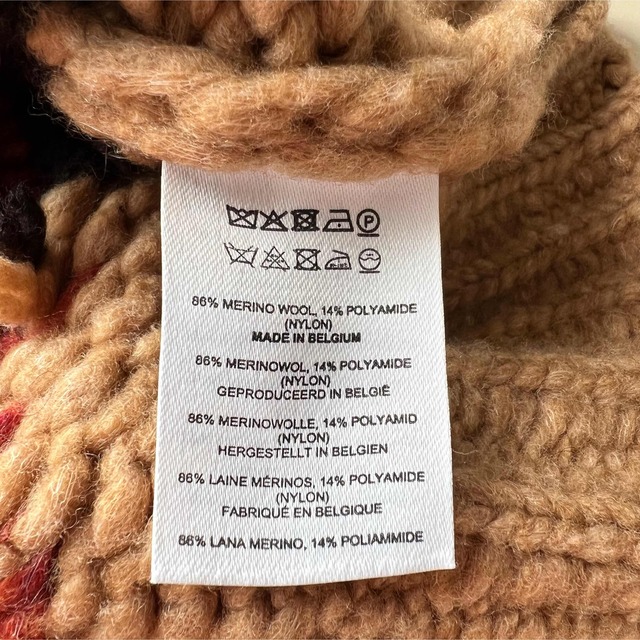 P
86% MERINO WOOL, 14% POLYAMIDE
(NYLON)
MADE IN BELGIUM
86% MERINOWOL, 14% POLYAMIDE
(NYLON)
GEPRODUCEERD IN BELGIË
86% MERINOWOLLE, 14% POLYAMID
(NYLON)
HERGESTELLT IN BELGIEN
86% LAINE MÉRINOS, 14% POLYAMIDE
(NYLON)
FABRIQUÉ EN BELGIQUE
86% LANA MERINO, 14% POLIAMMIDE